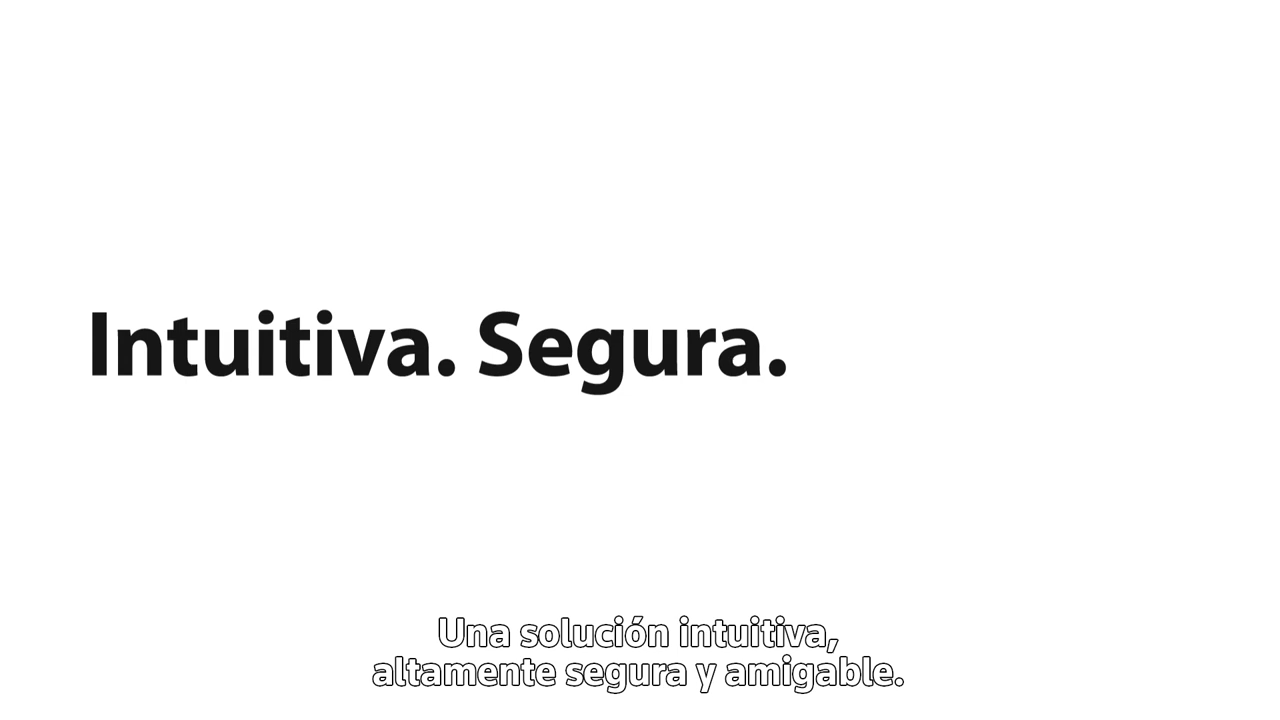 Intuitiva. Segura.
Una solución intuitiva,
altamente segura y amigable.